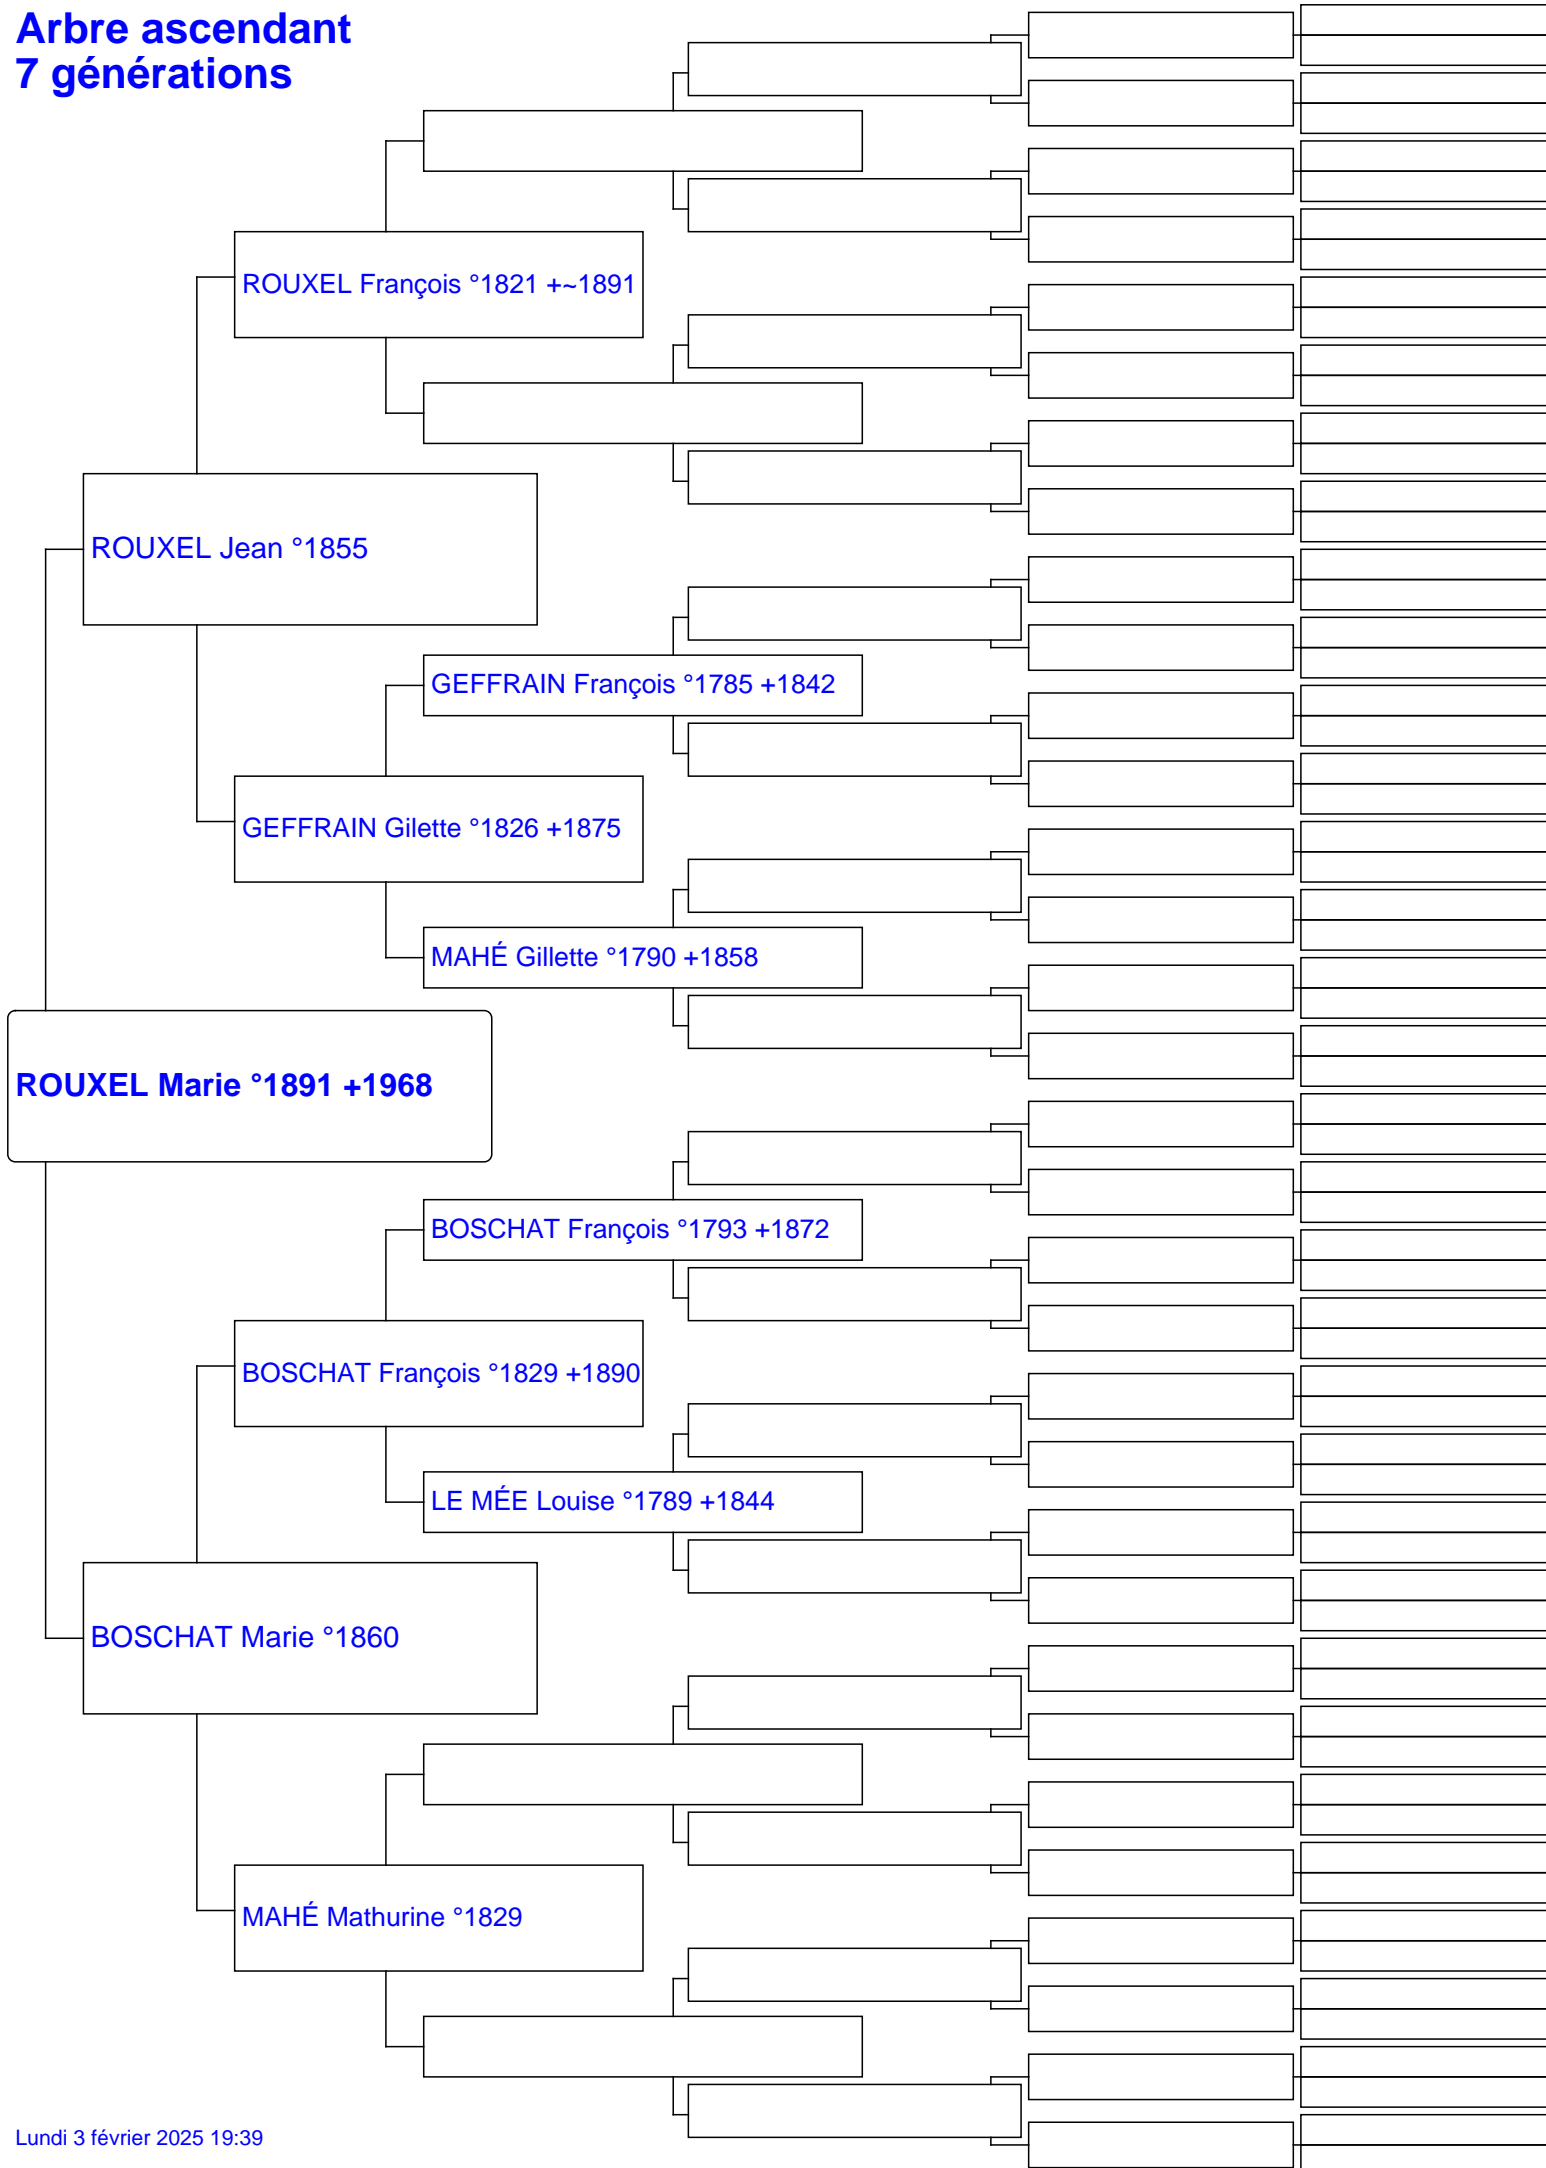 Arbre ascendant
7 générations
ROUXEL François °1821 +~1891
ROUXEL Jean °1855
GEFFRAIN François °1785 +1842
GEFFRAIN Gilette °1826 +1875
MAHÉ Gillette °1790 +1858
ROUXEL Marie °1891 +1968
BOSCHAT François °1793 +1872
BOSCHAT François °1829 +1890
LE MÉE Louise °1789 +1844
BOSCHAT Marie °1860
MAHÉ Mathurine °1829
Lundi 3 février 2025 19:39